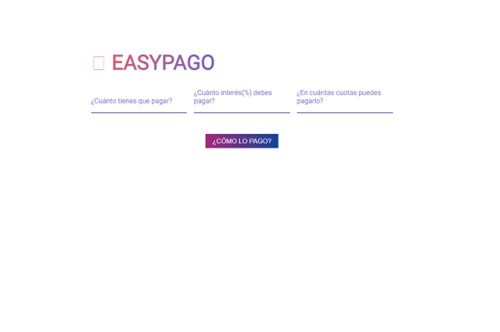 EASYPAGO
¿Cuánto tienes que pagar?
¿Cuánto interés(%) debes
pagar?
¿En cuántas cuotas puedes
pagarlo?
¿CÓMO LO PAGO?